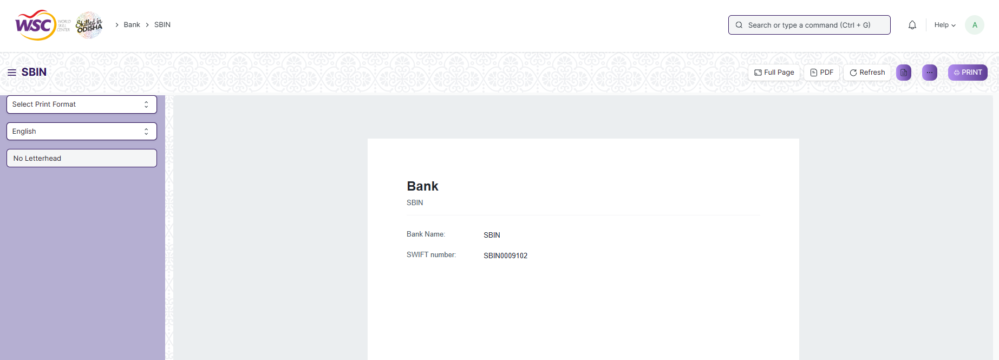 WSC WORLD SKILL CENTER Skilled in ODISHA > Bank > SBIN Search or type a command (Ctrl + G) Help A
SBIN Full Page PDF Refresh ... PRINT
Select Print Format
English
No Letterhead
Bank
SBIN
Bank Name: SBIN
SWIFT number: SBIN0009102